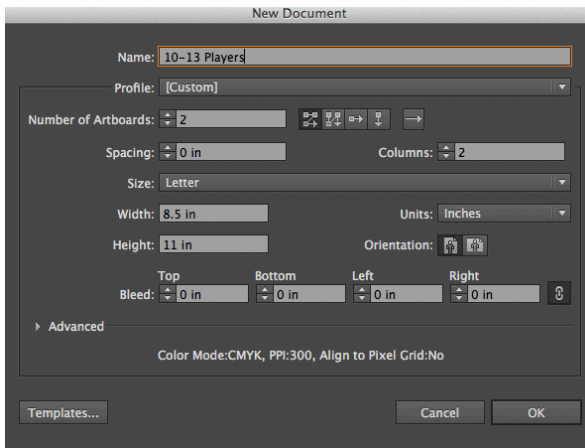 New Document
Name: 10-13 Players
Profile: [Custom]
Number of Artboards: 2
Spacing: 0 in Columns: 2
Size: Letter
Width: 8.5 in Units: Inches
Height: 11 in Orientation:
Top Bottom Left Right
Bleed: 0 in 0 in 0 in 0 in
Advanced
Color Mode:CMYK, PPI:300, Align to Pixel Grid:No
Templates... Cancel OK